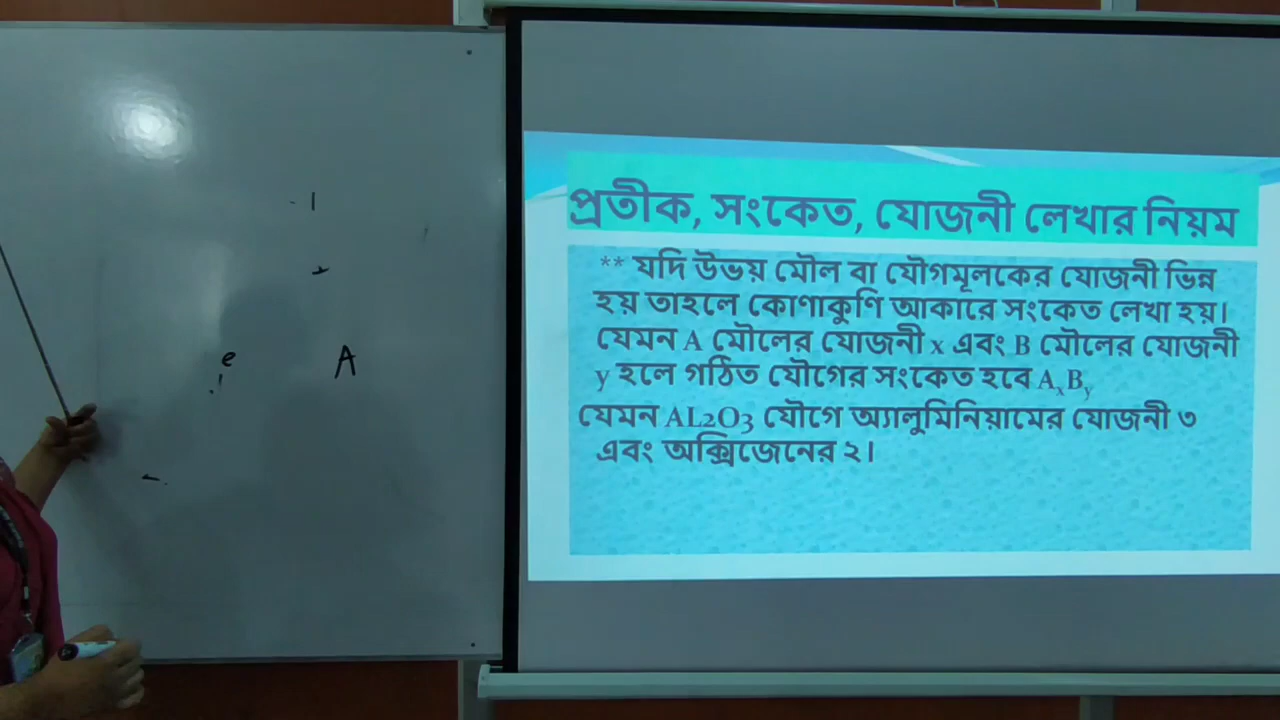 প্রতীক, সংকেত, যোজনী লেখার নিয়ম
** যদি উভয় মৌল বা যৌগমূলকের যোজনী ভিন্ন
হয় তাহলে কোণাকুণি আকারে সংকেত লেখা হয়।
যেমন A মৌলের যোজনী x এবং B মৌলের যোজনী
y হলে গঠিত যৌগের সংকেত হবে AₓBy
যেমন AL2O3 যৌগে অ্যালুমিনিয়ামের যোজনী ৩
এবং অক্সিজেনের ২।
e
A